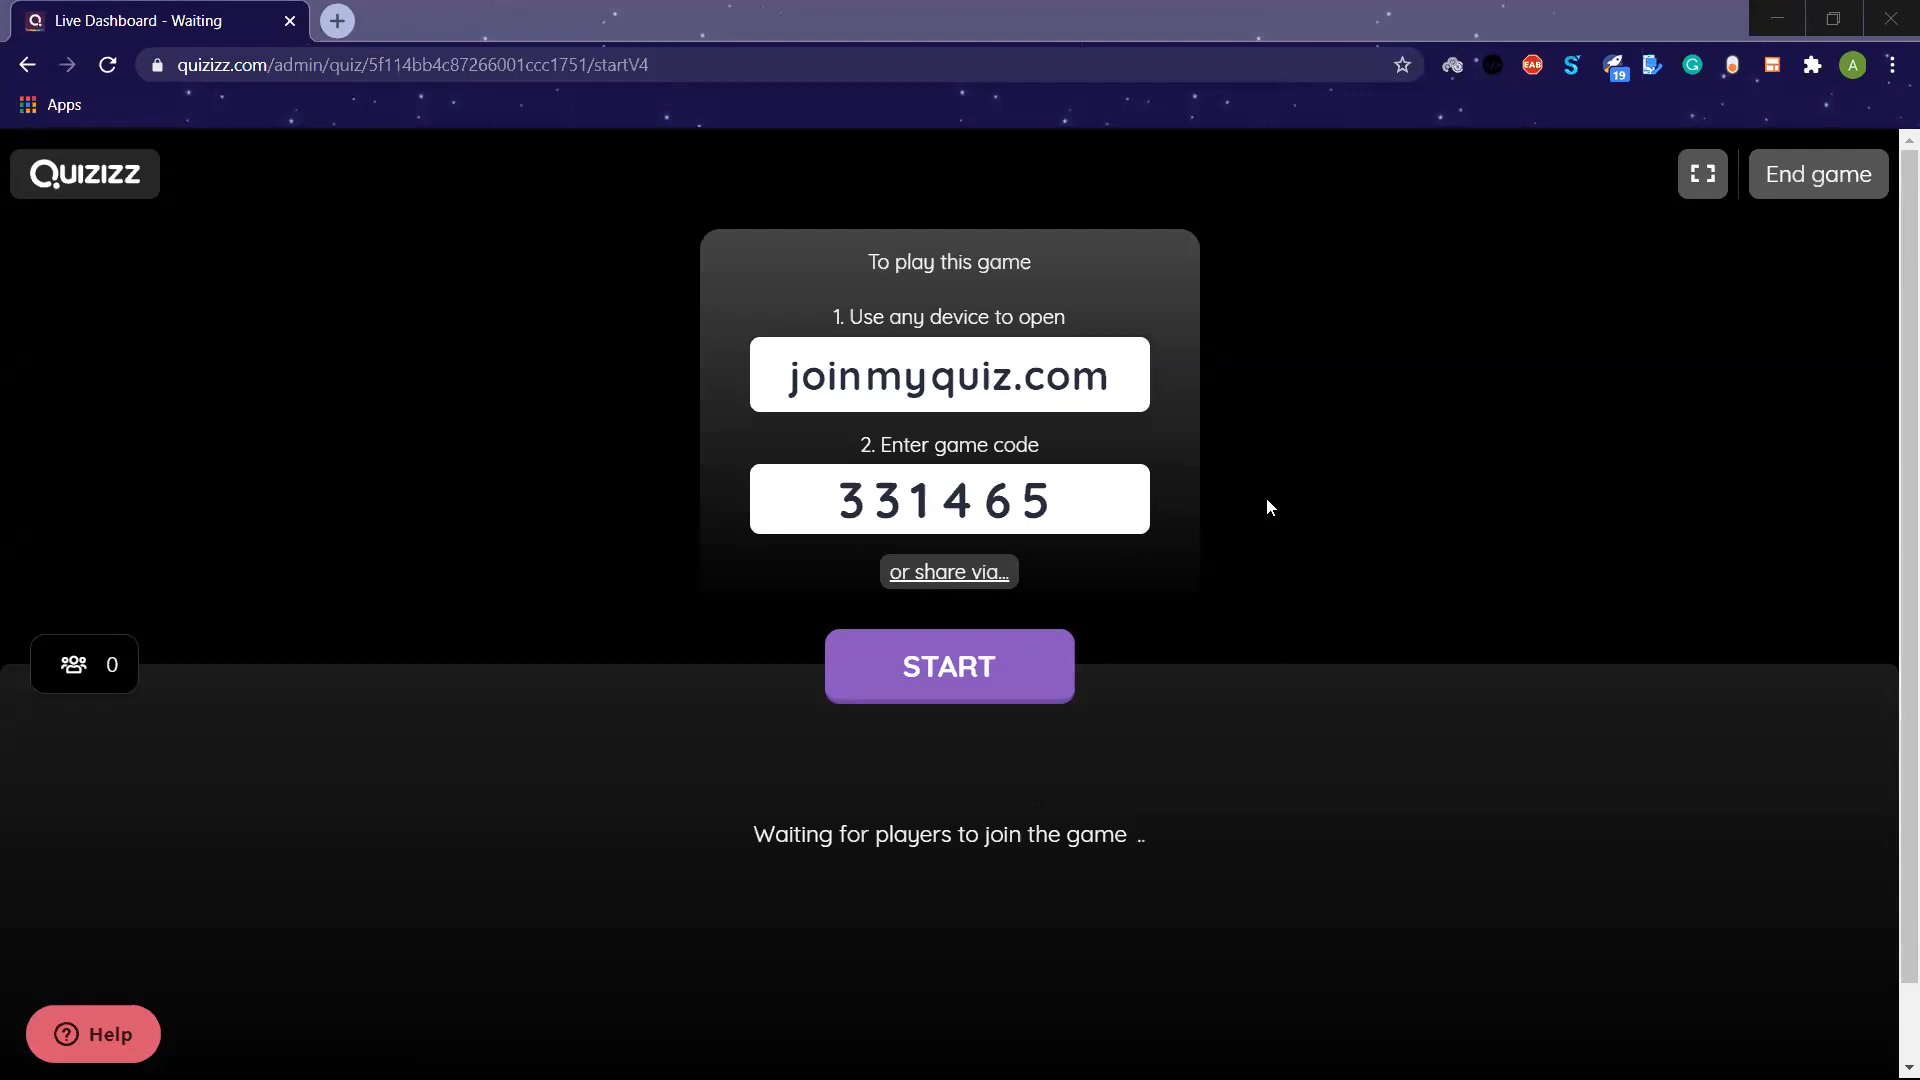 Live Dashboard - Waiting
quizizz.com/admin/quiz/5f114bb4c87266001ccc1751/startV4
EAB
S
19
G
A
Apps
Quizizz
End game
To play this game
1. Use any device to open
joinmyquiz.com
2. Enter game code
331465
or share via...
0
START
Waiting for players to join the game ..
Help